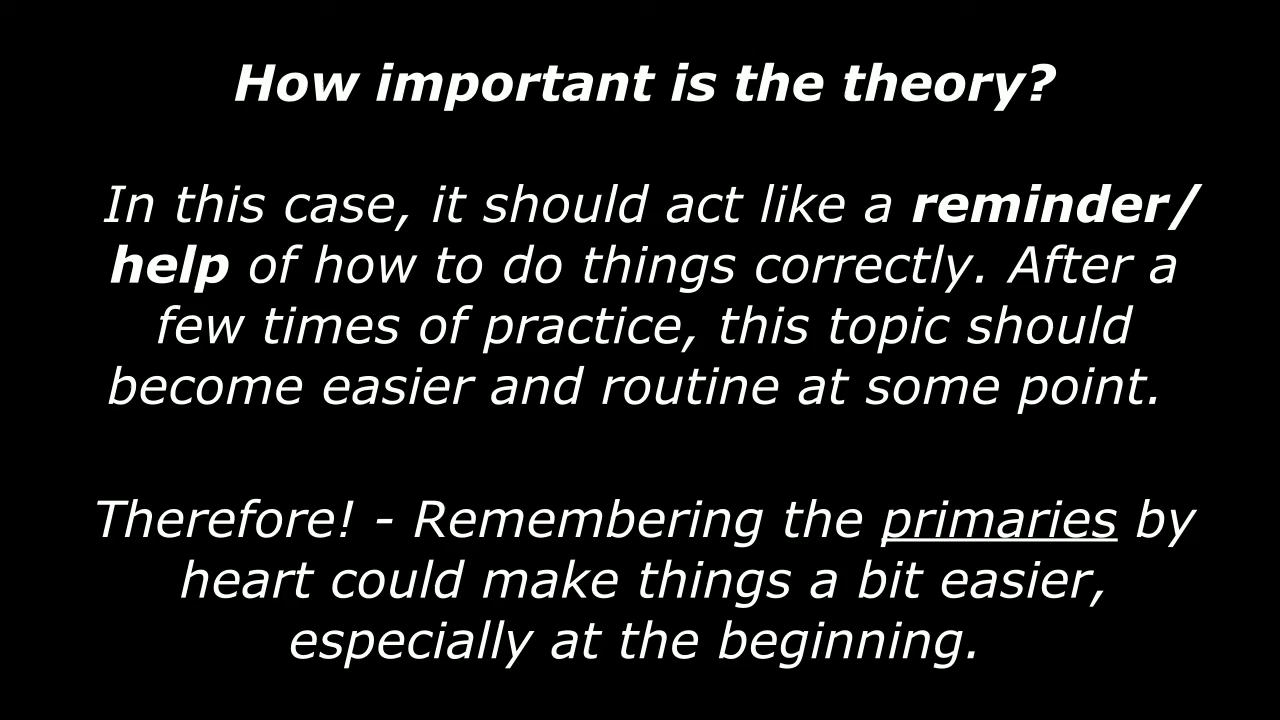 How important is the theory?
In this case, it should act like a reminder/
help of how to do things correctly. After a
few times of practice, this topic should
become easier and routine at some point.
Therefore! - Remembering the primaries by
heart could make things a bit easier,
especially at the beginning.